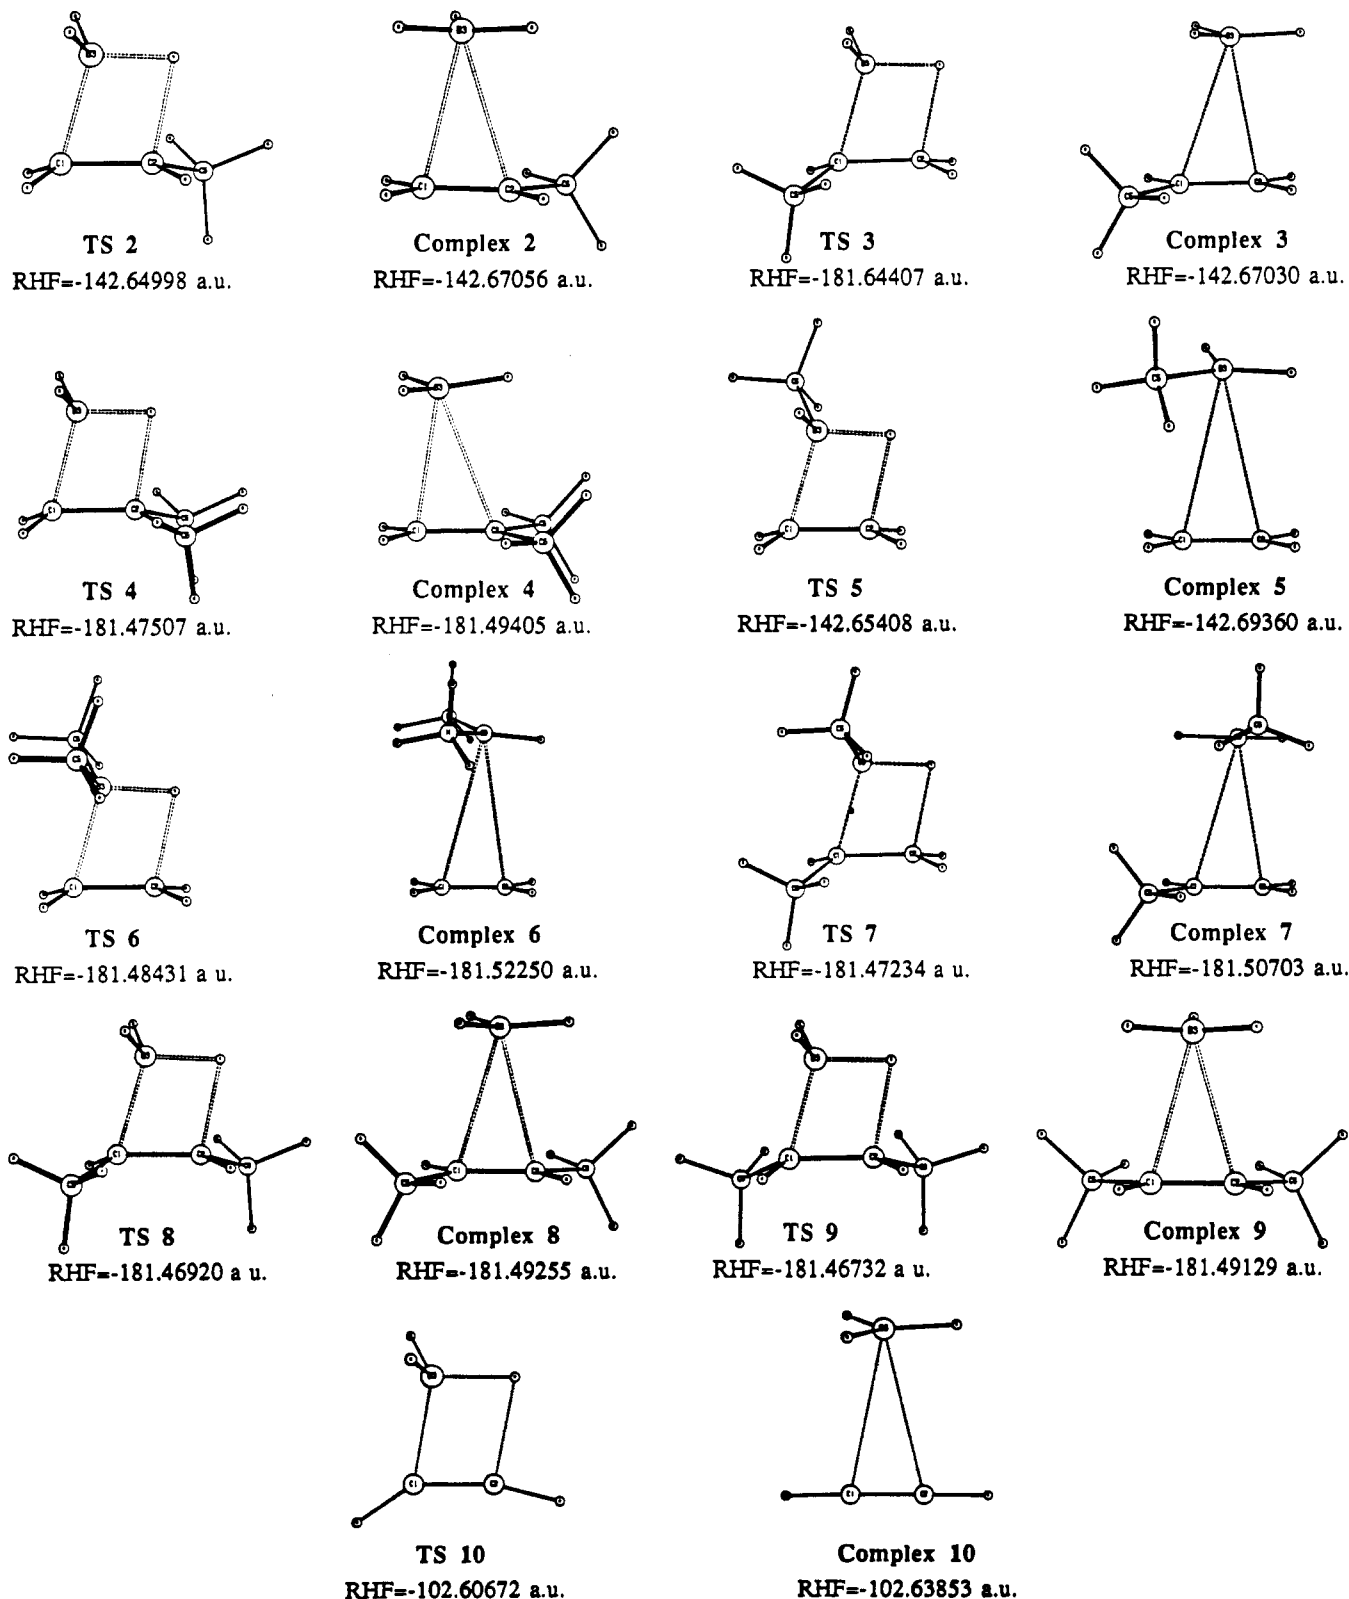 TS 2
Complex 2
TS 3
Complex 3
RHF=-142.64998 a.u.
RHF=-142.67056 a.u.
RHF=-181.64407 a.u.
RHF=-142.67030 a.u.
TS 4
Complex 4
TS 5
Complex 5
RHF=-181.47507 a.u.
RHF=-181.49405 a.u.
RHF=-142.65408 a.u.
RHF=-142.69360 a.u.
TS 6
Complex 6
TS 7
Complex 7
RHF=-181.48431 a u.
RHF=-181.52250 a.u.
RHF=-181.47234 a u.
RHF=-181.50703 a.u.
TS 8
Complex 8
TS 9
Complex 9
RHF=-181.46920 a u.
RHF=-181.49255 a.u.
RHF=-181.46732 a u.
RHF=-181.49129 a.u.
TS 10
Complex 10
RHF=-102.60672 a.u.
RHF=-102.63853 a.u.